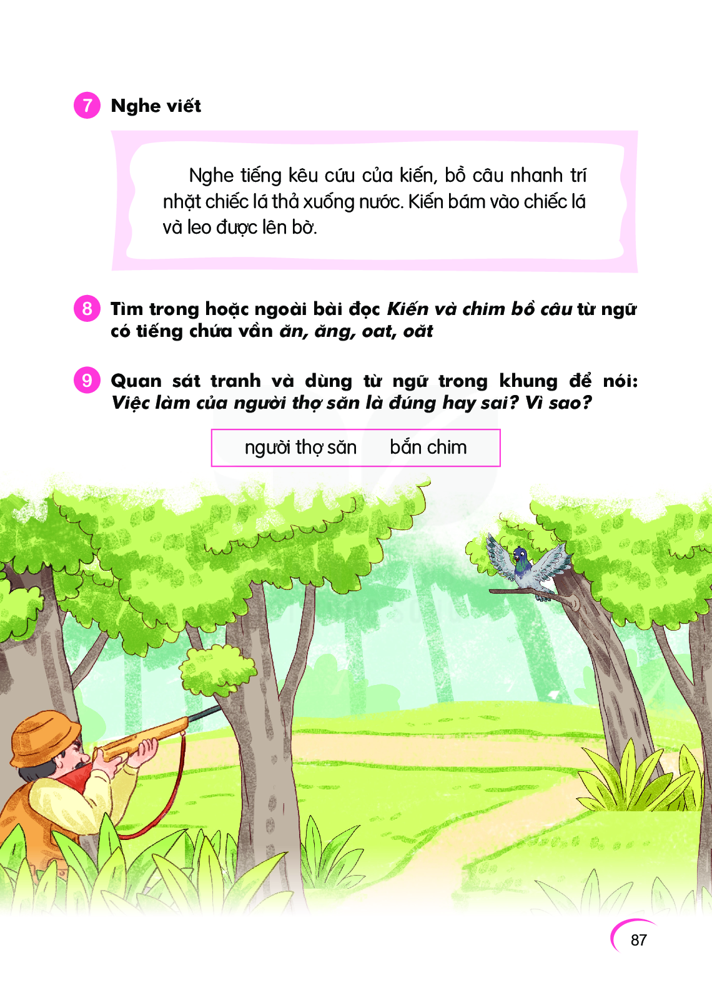 7 Nghe viết
Nghe tiếng kêu cứu của kiến, bồ câu nhanh trí
nhặt chiếc lá thả xuống nước. Kiến bám vào chiếc lá
và leo được lên bờ.
8 Tìm trong hoặc ngoài bài đọc Kiến và chim bồ câu từ ngữ
có tiếng chứa vần ăn, ăng, oat, oăt
9 Quan sát tranh và dùng từ ngữ trong khung để nói:
Việc làm của người thợ săn là đúng hay sai? Vì sao?
người thợ săn bắn chim
87